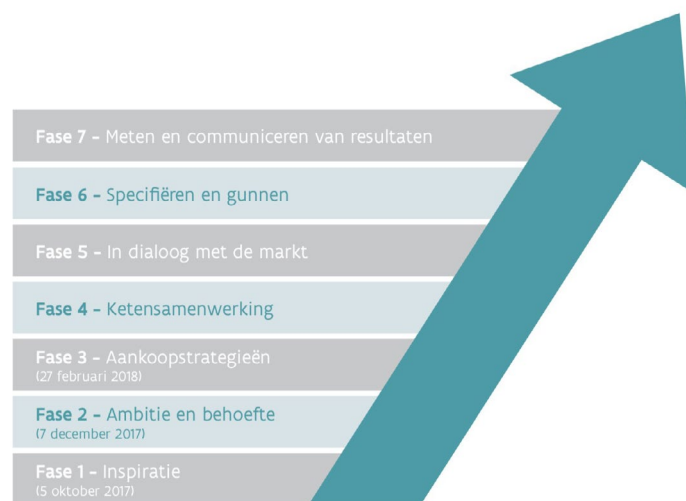 Fase 7 – Meten en communiceren van resultaten
Fase 6 – Specifiëren en gunnen
Fase 5 – In dialoog met de markt
Fase 4 – Ketensamenwerking
Fase 3 – Aankoopstrategieën
(27 februari 2018)
Fase 2 – Ambitie en behoefte
(7 december 2017)
Fase 1 – Inspiratie
(5 oktober 2017)